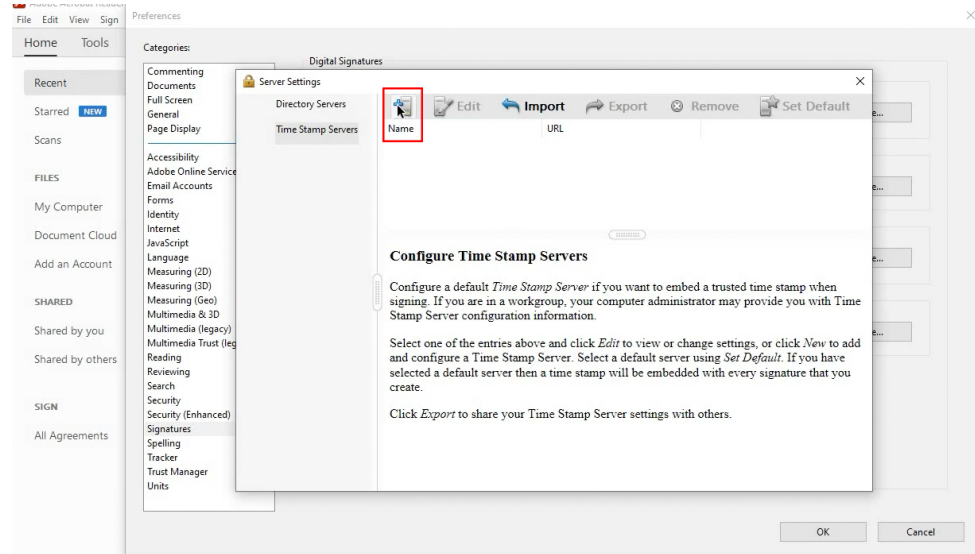 Adobe Acrobat Reader
File Edit View Sign
Preferences
Home Tools
Recent
Starred NEW
Scans
FILES
My Computer
Document Cloud
Add an Account
SHARED
Shared by you
Shared by others
SIGN
All Agreements
Categories:
Commenting
Documents
Full Screen
General
Page Display
Accessibility
Adobe Online Service
Email Accounts
Forms
Identity
Internet
JavaScript
Language
Measuring (2D)
Measuring (3D)
Measuring (Geo)
Multimedia & 3D
Multimedia (legacy)
Multimedia Trust (leg
Reading
Reviewing
Search
Security
Security (Enhanced)
Signatures
Spelling
Tracker
Trust Manager
Units
Digital Signatures
Server Settings
Directory Servers
Time Stamp Servers
Edit Import Export Remove Set Default
Name URL
Configure Time Stamp Servers
Configure a default Time Stamp Server if you want to embed a trusted time stamp when
signing. If you are in a workgroup, your computer administrator may provide you with Time
Stamp Server configuration information.
Select one of the entries above and click Edit to view or change settings, or click New to add
and configure a Time Stamp Server. Select a default server using Set Default. If you have
selected a default server then a time stamp will be embedded with every signature that you
create.
Click Export to share your Time Stamp Server settings with others.
e...
e...
e...
e...
OK Cancel